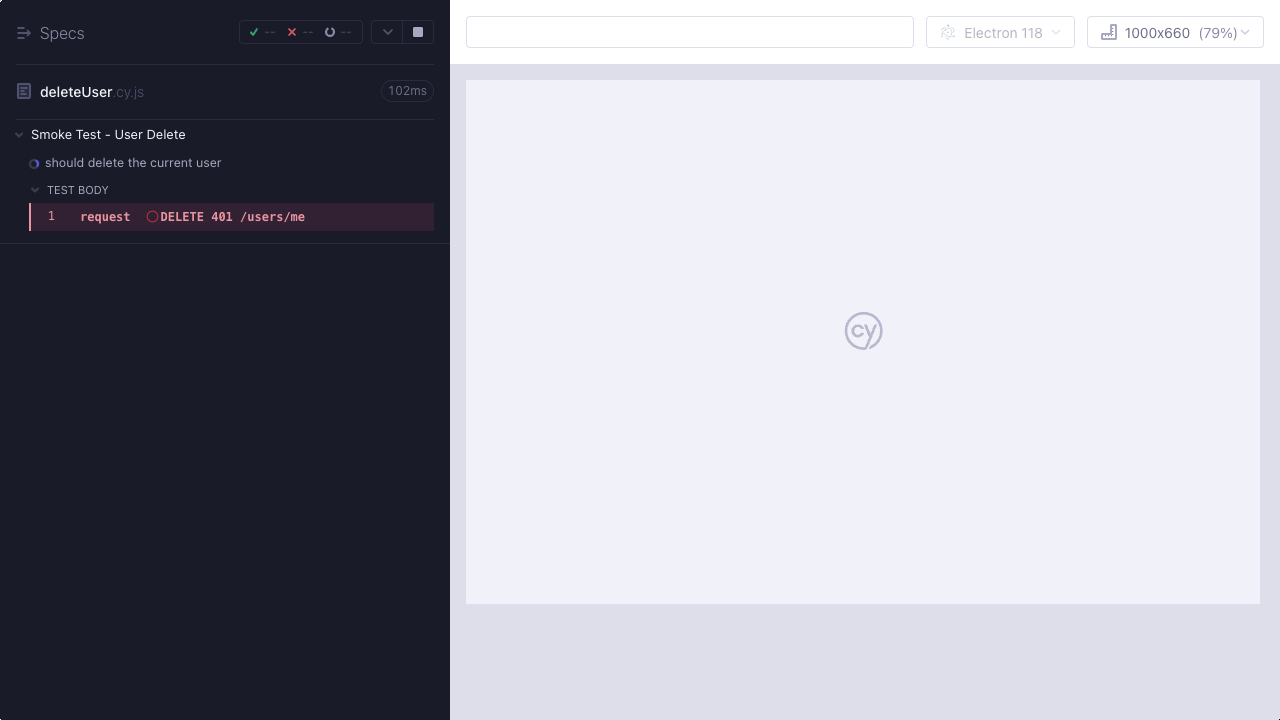 Specs
-- -- --
deleteUser.cy.js
102ms
Smoke Test - User Delete
should delete the current user
TEST BODY
1 request DELETE 401 /users/me
Electron 118
1000x660 (79%)
cy